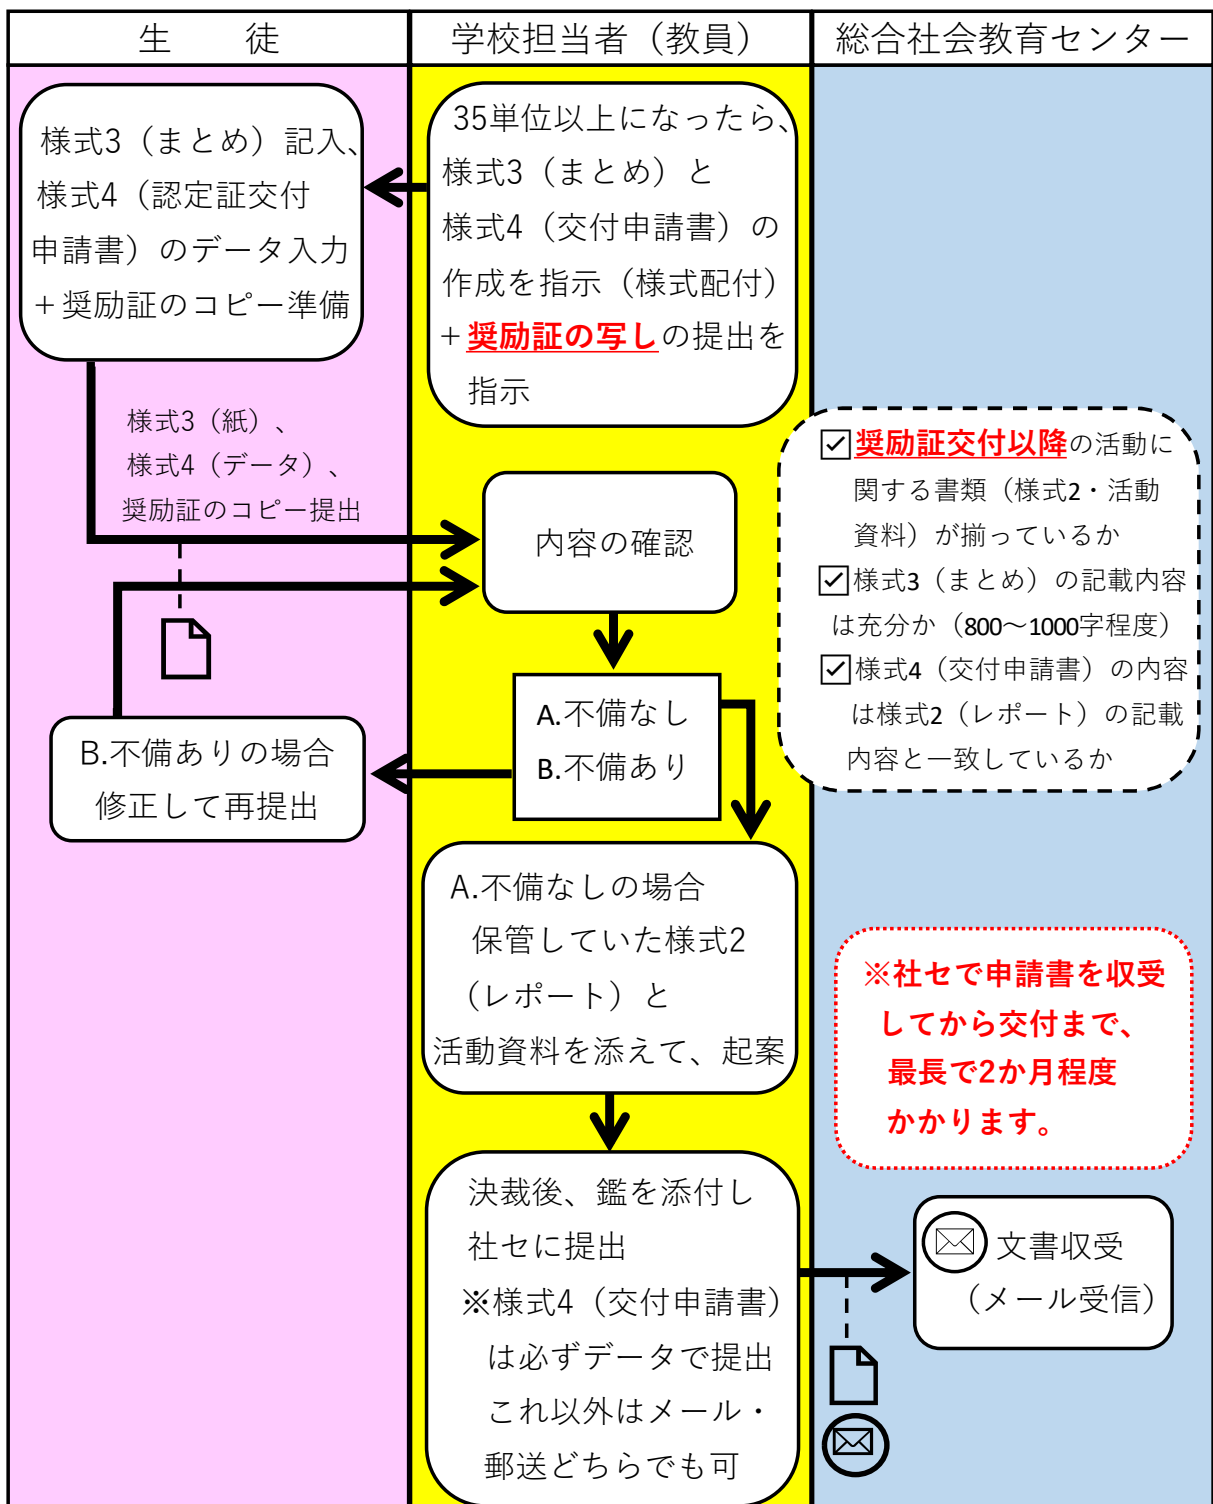 生　徒
学校担当者（教員）
総合社会教育センター
35単位以上になったら、
様式3（まとめ）と
様式4（交付申請書）の
作成を指示（様式配付）
＋奨励証の写しの提出を
指示
様式3（まとめ）記入、
様式4（認定証交付
申請書）のデータ入力
＋奨励証のコピー準備
様式3（紙）、
様式4（データ）、
奨励証のコピー提出
内容の確認
☑奨励証交付以降の活動に
関する書類（様式2・活動
資料）が揃っているか
☑様式3（まとめ）の記載内容
は充分か（800～1000字程度）
☑様式4（交付申請書）の内容
は様式2（レポート）の記載
内容と一致しているか
A.不備なし
B.不備あり
B.不備ありの場合
修正して再提出
A.不備なしの場合
保管していた様式2
（レポート）と
活動資料を添えて、起案
※社セで申請書を収受
してから交付まで、
最長で2か月程度
かかります。
決裁後、鑑を添付し
社セに提出
※様式4（交付申請書）
は必ずデータで提出
これ以外はメール・
郵送どちらでも可
文書収受
（メール受信）